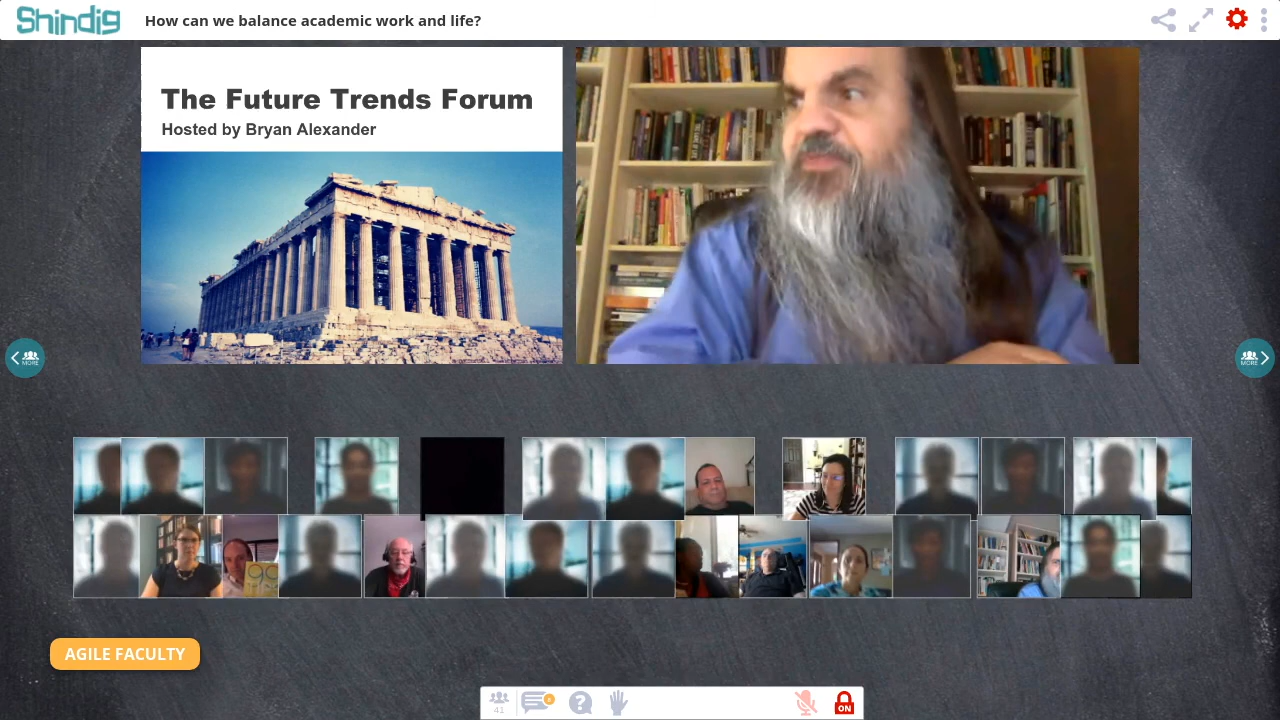 Shindig
How can we balance academic work and life?
The Future Trends Forum
Hosted by Bryan Alexander
MORE
MORE
AGILE FACULTY
41
ON